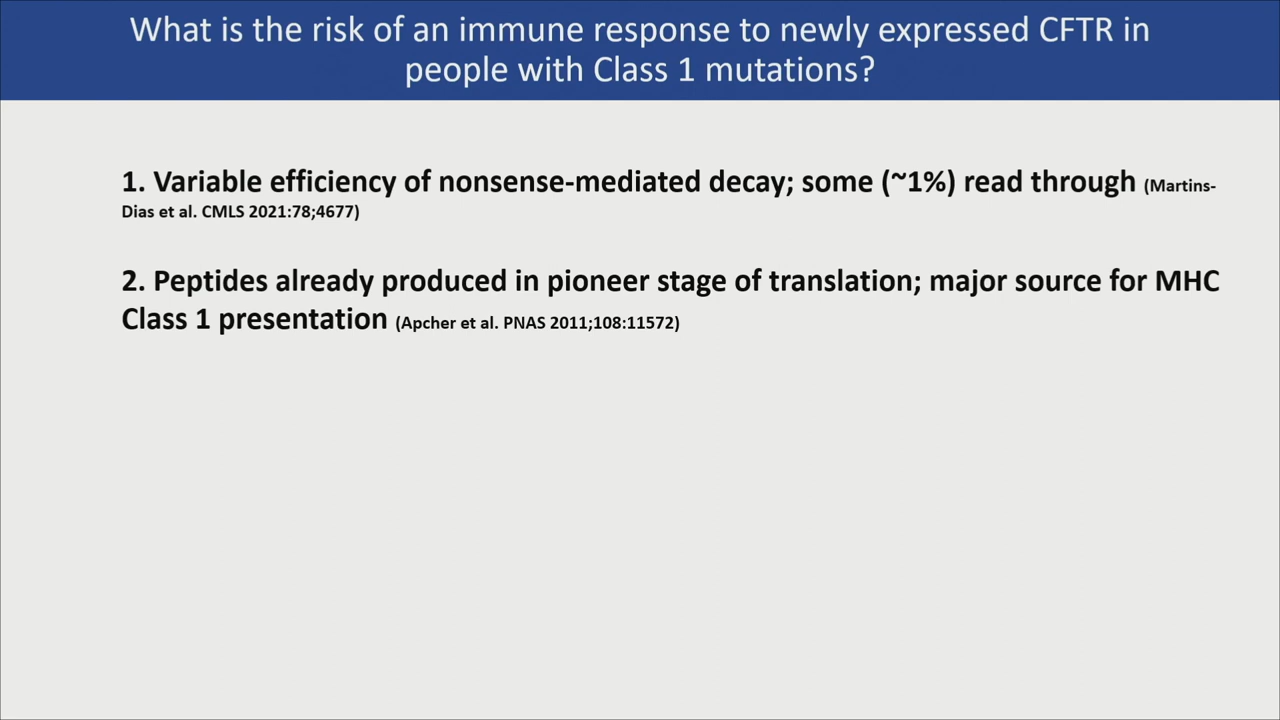 What is the risk of an immune response to newly expressed CFTR in
people with Class 1 mutations?
1. Variable efficiency of nonsense-mediated decay; some (~1%) read through (Martins-
Dias et al. CMLS 2021:78;4677)
2. Peptides already produced in pioneer stage of translation; major source for MHC
Class 1 presentation (Apcher et al. PNAS 2011;108:11572)